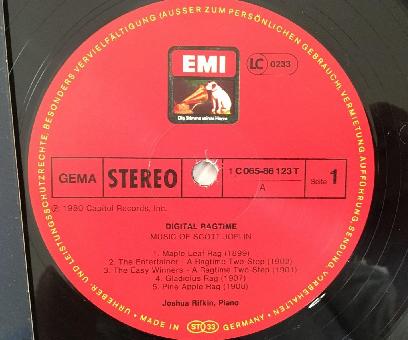 URHEBER- UND LEISTUNGSSCHUTZRECHTE, BESONDERS VERVIELFÄLTIGUNG (AUSSER ZUM PERSÖNLICHEN GEBRAUCH), VERMIETUNG, AUFFÜHRUNG, SENDUNG, VORBEHALTEN
EMI
LC 0233
Die Stimme seines Herrn
GEMA
STEREO
1 C 065-86 123 T
A
Seite 1
1980 Capitol Records, Inc.
DIGITAL RAGTIME
MUSIC OF SCOTT JOPLIN
1. Maple Leaf Rag (1899)
2. The Entertainer - A Ragtime Two Step (1902)
3. The Easy Winners - A Ragtime Two-Step (1901)
4. Gladiolus Rag (1907)
5. Pine Apple Rag (1908)
Joshua Rifkin, Piano
MADE IN STO 33 GERMANY